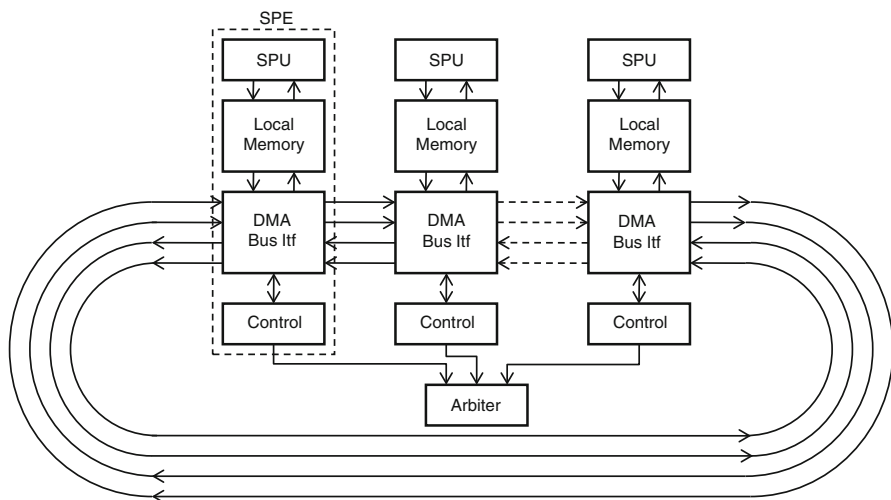 SPE
SPU
SPU
SPU
Local
Memory
Local
Memory
Local
Memory
DMA
Bus Itf
DMA
Bus Itf
DMA
Bus Itf
Control
Control
Control
Arbiter